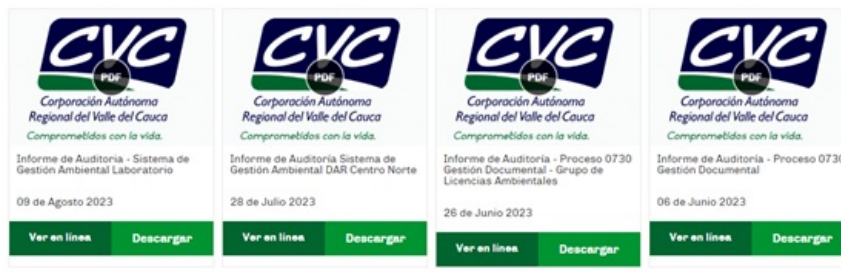 CVC
PDF
Corporación Autónoma
Regional del Valle del Cauca
Comprometidos con la vida.
Informe de Auditoria - Sistema de
Gestión Ambiental Laboratorio
09 de Agosto 2023
Ver en línea Descargar
CVC
PDF
Corporación Autónoma
Regional del Valle del Cauca
Comprometidos con la vida.
Informe de Auditoría Sistema de
Gestión Ambiental DAR Centro Norte
28 de Julio 2023
Ver en línea Descargar
CVC
PDF
Corporación Autónoma
Regional del Valle del Cauca
Comprometidos con la vida.
Informe de Auditoría - Proceso 0730
Gestión Documental - Grupo de
Licencias Ambientales
26 de Junio 2023
Ver en línea Descargar
CVC
PDF
Corporación Autónoma
Regional del Valle del Cauca
Comprometidos con la vida.
Informe de Auditoría - Proceso 0730
Gestión Documental
06 de Junio 2023
Ver en línea Descargar